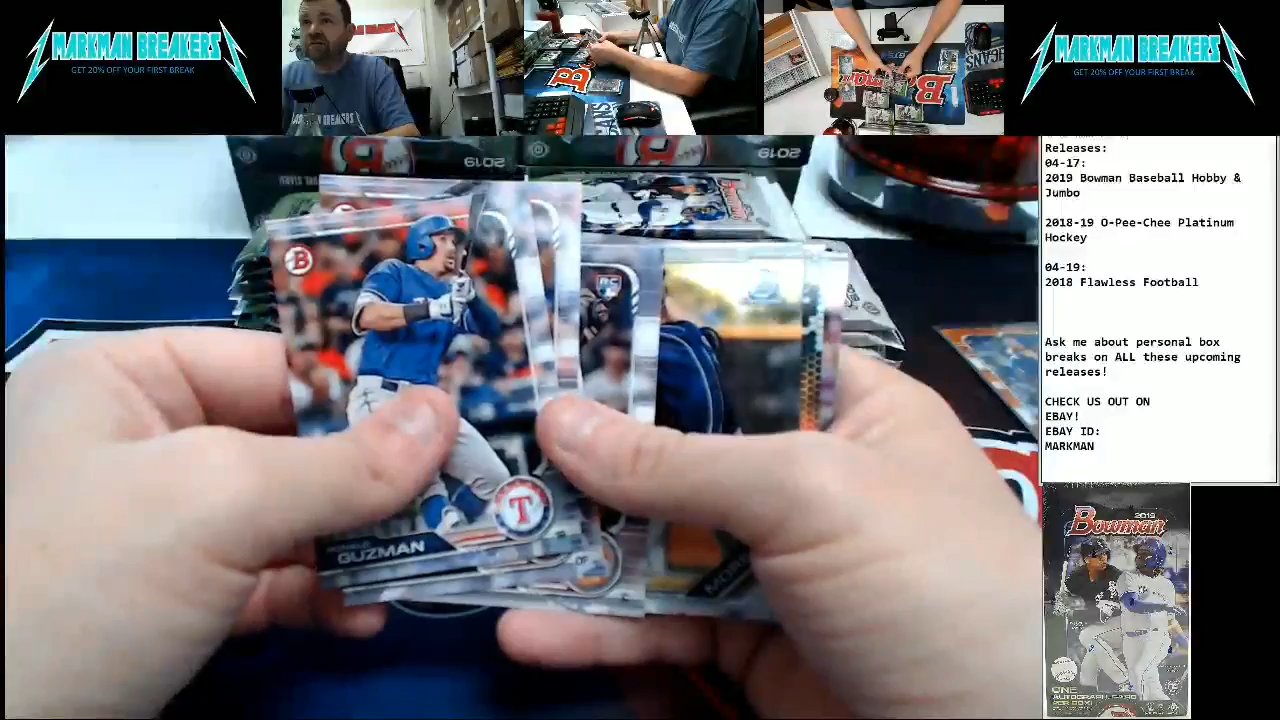 MARKMAN BREAKERS
GET 20% OFF YOUR FIRST BREAK
MARKMAN BREAKERS
GET 20% OFF YOUR FIRST BREAK
Releases:
04-17:
2019 Bowman Baseball Hobby &
Jumbo
2018-19 O-Pee-Chee Platinum
Hockey
04-19:
2018 Flawless Football
Ask me about personal box
breaks on ALL these upcoming
releases!
CHECK US OUT ON
EBAY!
EBAY ID:
MARKMAN
2019
2019
B
T
GUZMAN
2019
Bowman
ONE